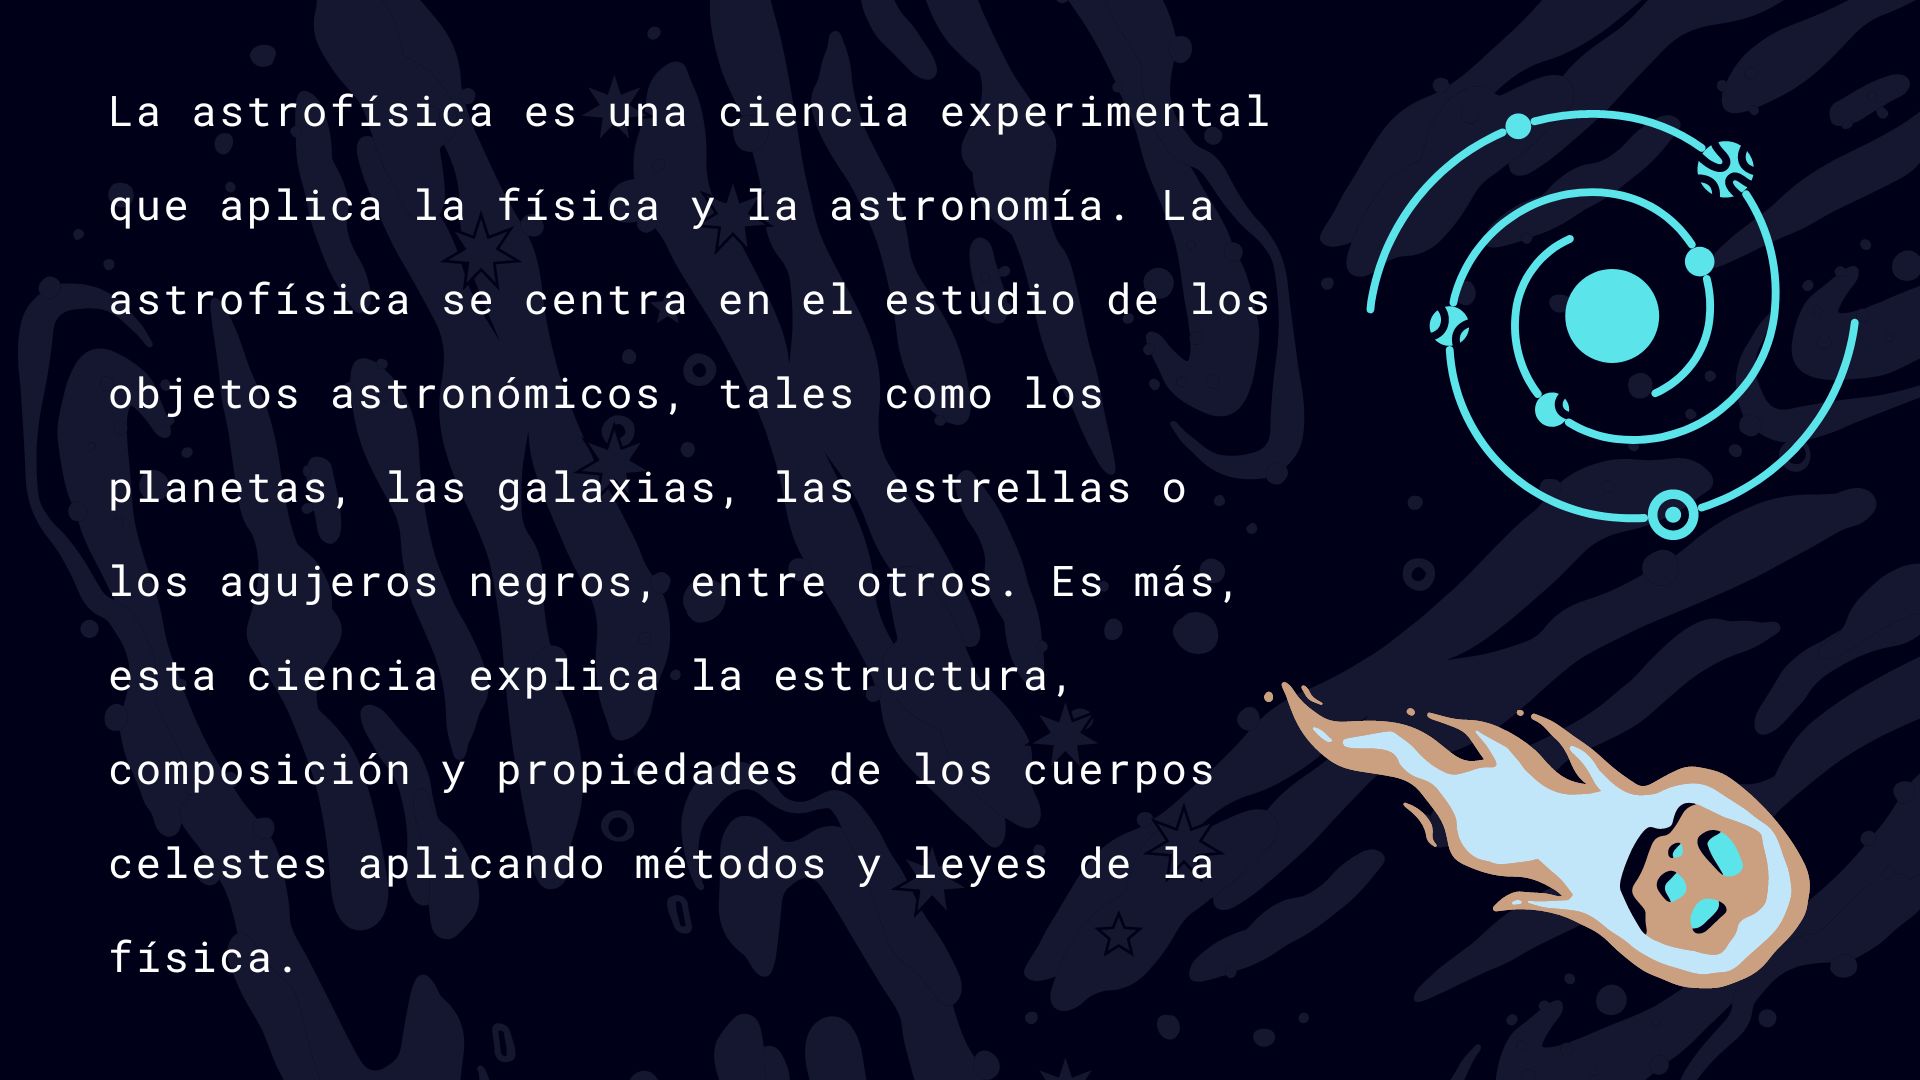 La astrofísica es una ciencia experimental
que aplica la física y la astronomía. La
astrofísica se centra en el estudio de los
objetos astronómicos, tales como los
planetas, las galaxias, las estrellas o
los agujeros negros, entre otros. Es más,
esta ciencia explica la estructura,
composición y propiedades de los cuerpos
celestes aplicando métodos y leyes de la
física.